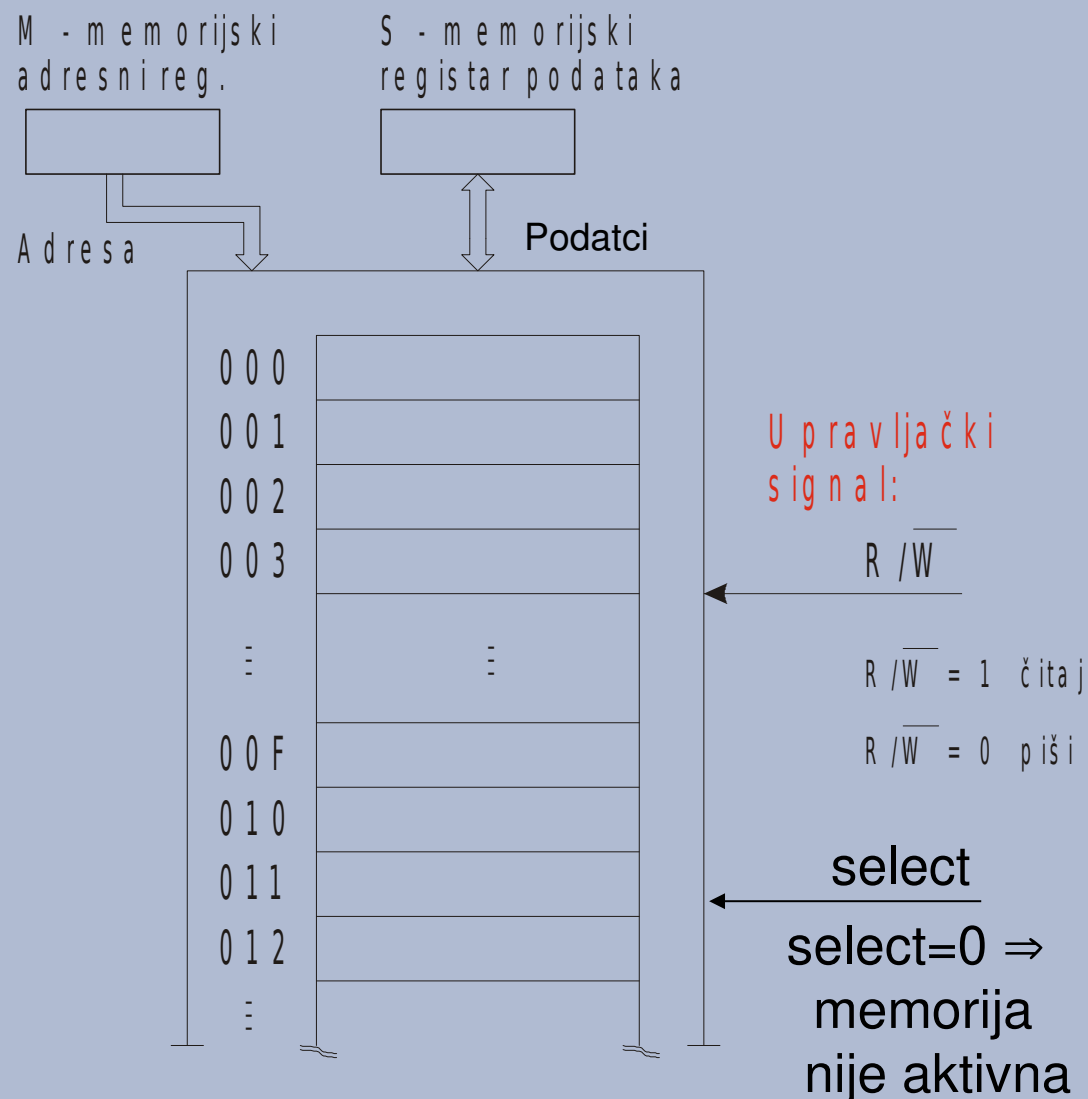 M - memorijski
adresni reg.
S - memorijski
registar podataka
Adresa
Podatci
000
001
002
003
⋮ ⋮
00F
010
011
012
⋮
Upravljački
signal:
R/W̅
R/W̅ = 1 čitaj
R/W̅ = 0 piši
select
select=0 ⇒
memorija
nije aktivna